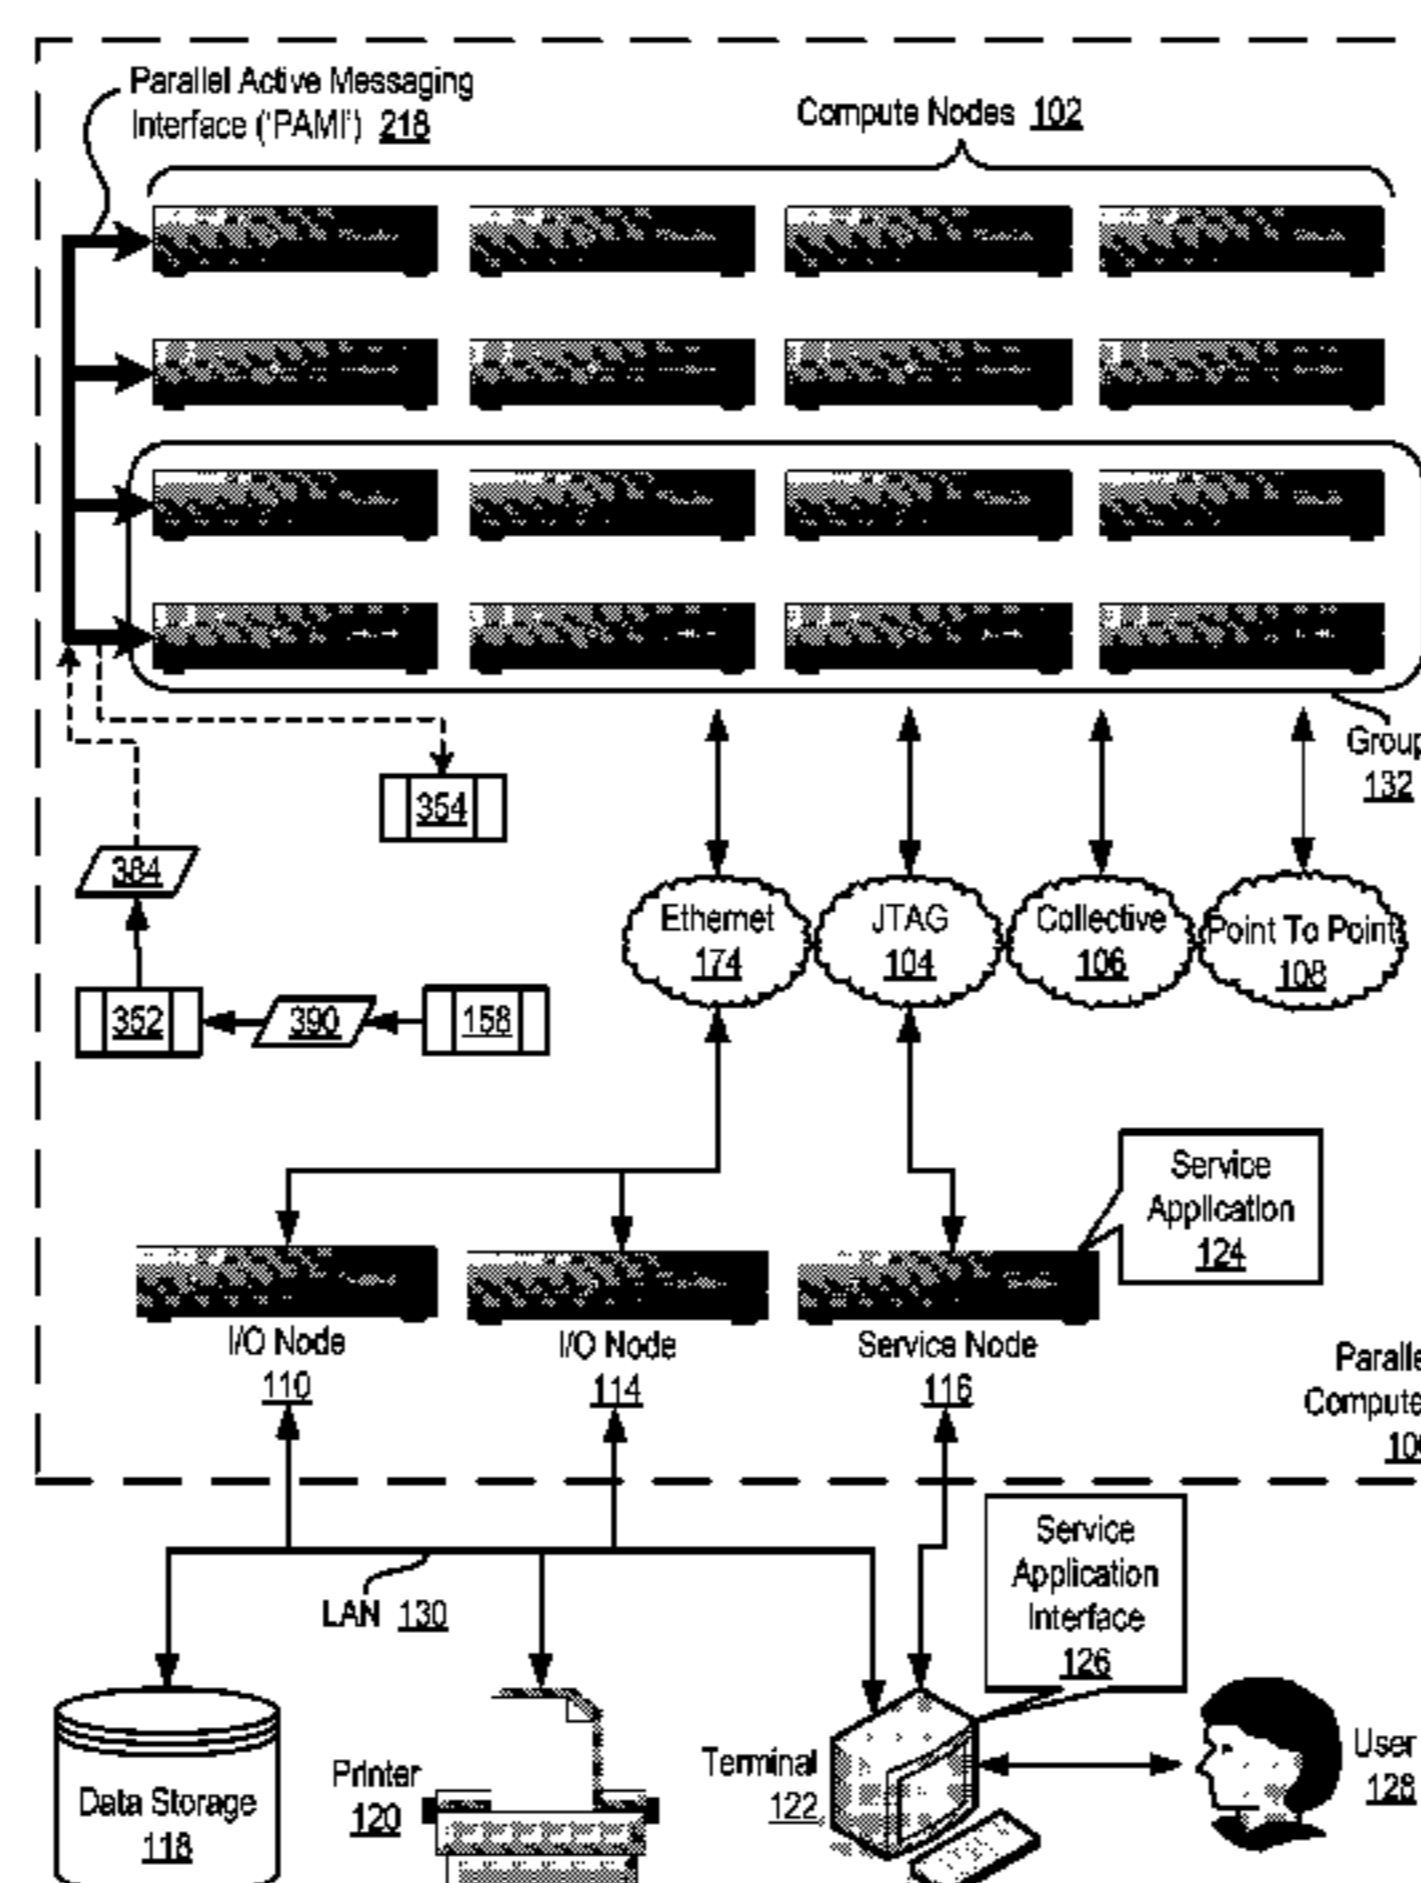 Parallel Active Messaging
Interface ('PAMI') 218
Compute Nodes 102
Group
132
354
384
Ethernet
174
JTAG
104
Collective
106
Point To Point
108
352
390
158
Service
Application
124
I/O Node
110
I/O Node
114
Service Node
116
Paralle
Compute
10
Service
Application
Interface
126
LAN 130
Data Storage
118
Printer
120
Terminal
122
User
128